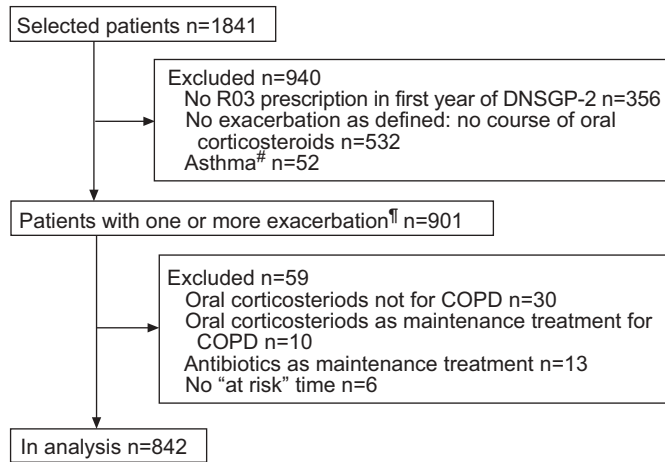 Selected patients n=1841
Excluded n=940
No R03 prescription in first year of DNSGP-2 n=356
No exacerbation as defined: no course of oral
corticosteroids n=532
Asthma# n=52
Patients with one or more exacerbation¶ n=901
Excluded n=59
Oral corticosteriods not for COPD n=30
Oral corticosteriods as maintenance treatment for
COPD n=10
Antibiotics as maintenance treatment n=13
No “at risk” time n=6
In analysis n=842